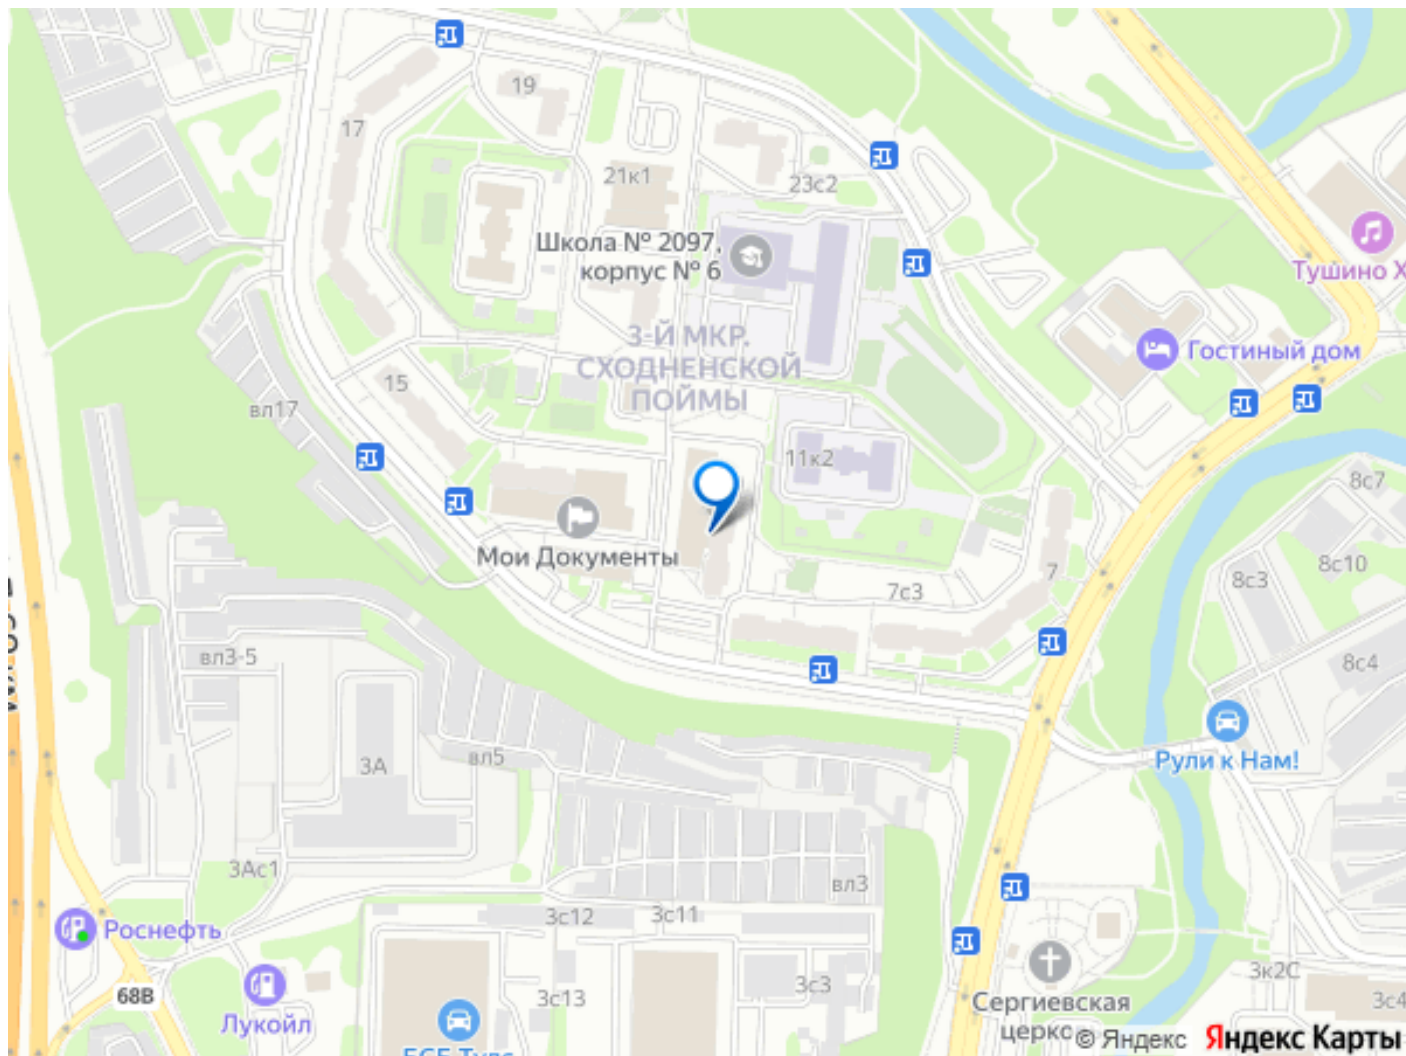 19
17
21к1
23с2
Школа № 2097,
корпус № 6
Тушино Х
3-Й МКР.
СХОДНЕНСКОЙ
ПОЙМЫ
Гостиный дом
15
вл17
11к2
8с7
Мои Документы
7с3
7
8с3
8с10
вл3-5
8с4
3А
вл5
Рули к Нам!
3Ас1
вл3
3с12
3с11
Роснефть
68В
Лукойл
3с13
3с3
3к2С
3с4
Сергиевская
церко
© Яндекс
Яндекс Карты